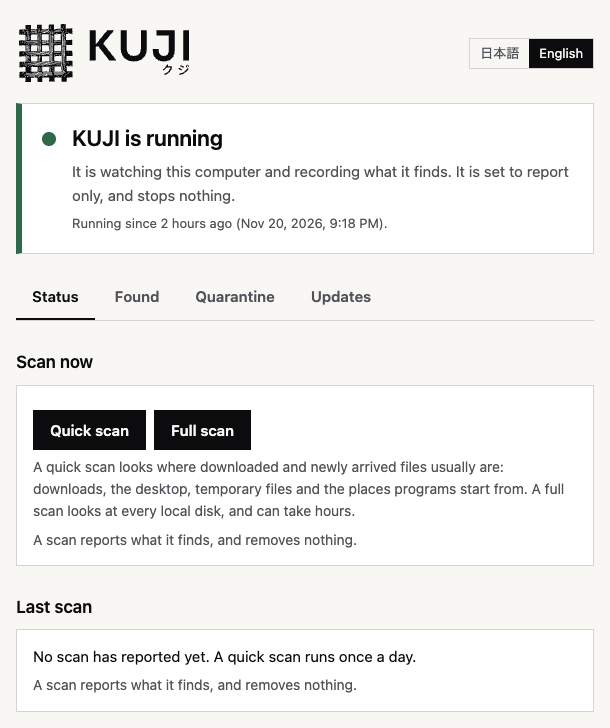 KUJI
クジ
日本語 English
KUJI is running
It is watching this computer and recording what it finds. It is set to report
only, and stops nothing.
Running since 2 hours ago (Nov 20, 2026, 9:18 PM).
Status Found Quarantine Updates
Scan now
Quick scan Full scan
A quick scan looks where downloaded and newly arrived files usually are:
downloads, the desktop, temporary files and the places programs start from. A full
scan looks at every local disk, and can take hours.
A scan reports what it finds, and removes nothing.
Last scan
No scan has reported yet. A quick scan runs once a day.
A scan reports what it finds, and removes nothing.